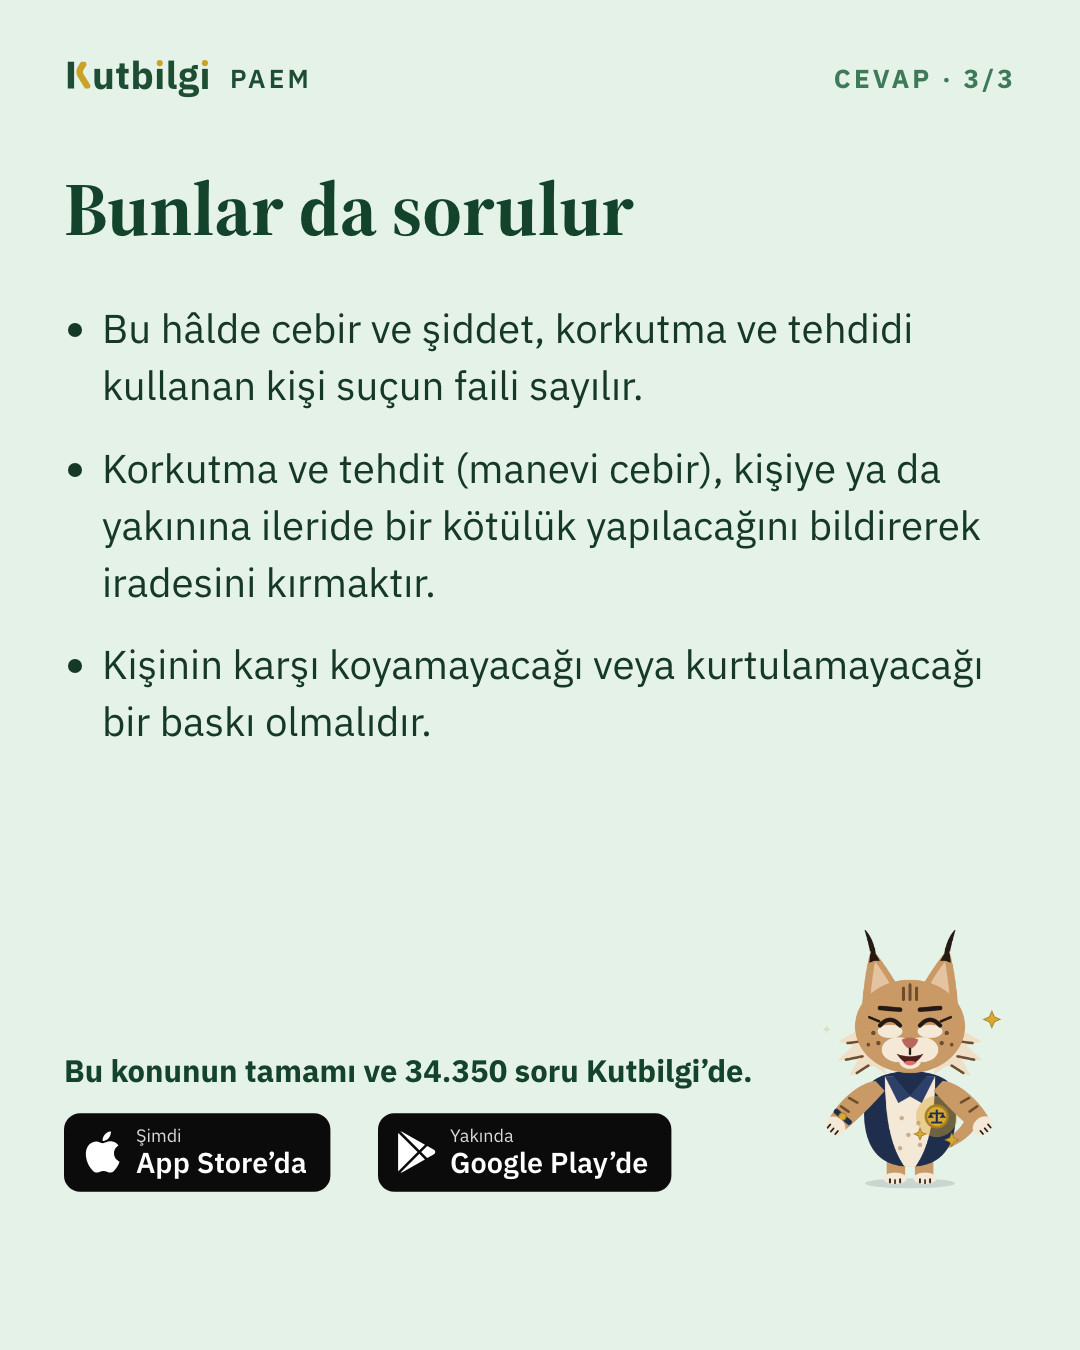 Kutbilgi PAEM
CEVAP · 3/3
Bunlar da sorulur
• Bu hâlde cebir ve şiddet, korkutma ve tehdidi
kullanan kişi suçun faili sayılır.
• Korkutma ve tehdit (manevi cebir), kişiye ya da
yakınına ileride bir kötülük yapılacağını bildirerek
iradesini kırmaktır.
• Kişinin karşı koyamayacağı veya kurtulamayacağı
bir baskı olmalıdır.
Bu konunun tamamı ve 34.350 soru Kutbilgi’de.
Şimdi
App Store’da
Yakında
Google Play’de